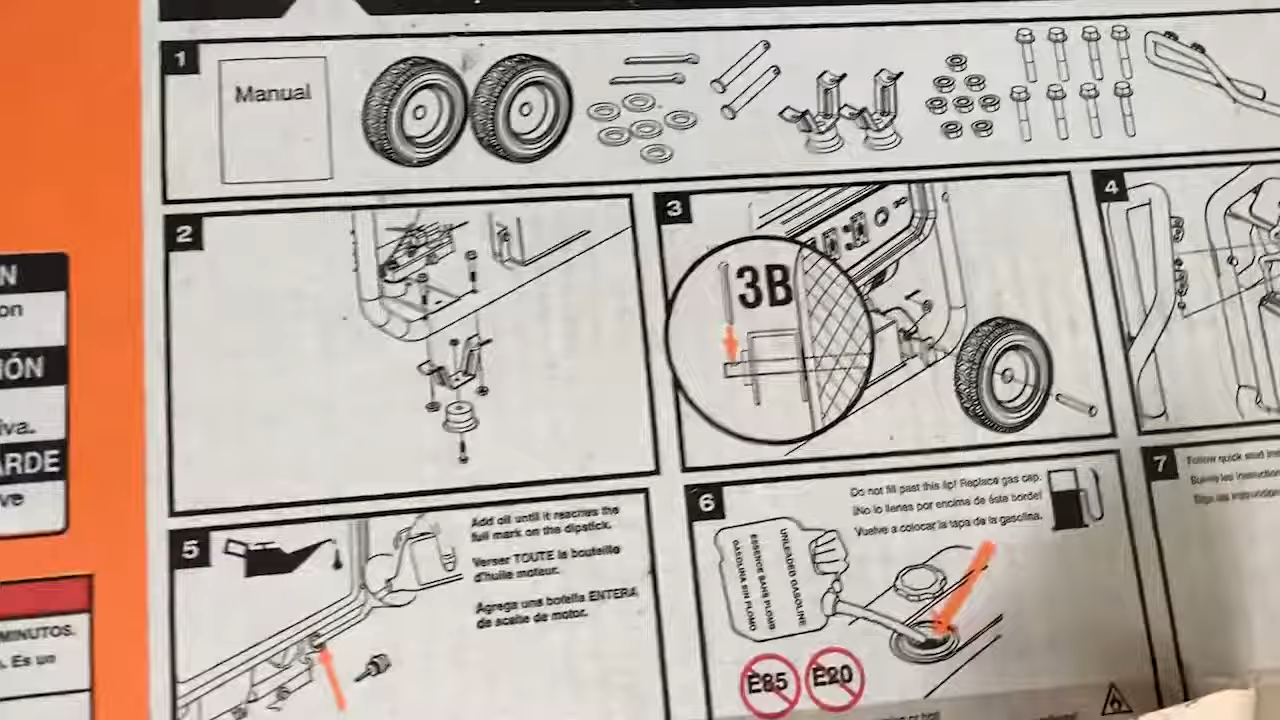 1
Manual
2
3
3B
4
N
on
IÓN
iva.
ARDE
ve
MINUTOS.
. Es un
5
Add oil until it reaches the
full mark on the dipstick.
Verser TOUTE la bouteille
d'huile moteur.
Agrega una botella ENTERA
de aceite de motor.
6
Do not fill past this lip! Replace gas cap.
¡No lo llenes por encima de éste borde!
Vuelve a colocar la tapa de la gasolina.
UNLEADED GASOLINE
ESSENCE SANS PLOMB
GASOLINA SIN PLOMO
E85
E20
7
Follow quick start